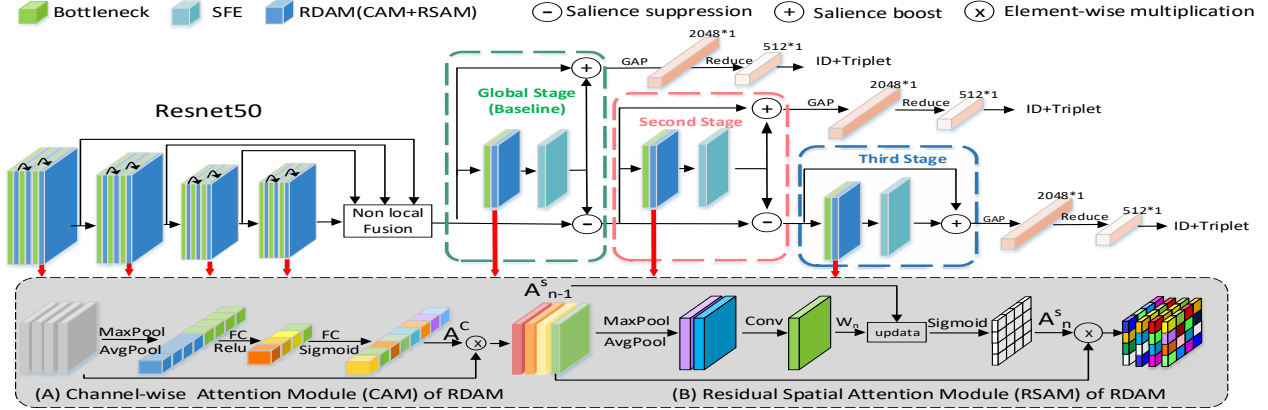 Bottleneck
SFE
RDAM(CAM+RSAM)
− Salience suppression
+ Salience boost
x Element-wise multiplication
Resnet50
Non local
Fusion
Global Stage
(Baseline)
+
−
GAP
2048*1
Reduce
512*1
ID+Triplet
Second Stage
+
−
GAP
2048*1
Reduce
512*1
ID+Triplet
Third Stage
+
GAP
2048*1
Reduce
512*1
ID+Triplet
MaxPool
AvgPool
FC
Relu
FC
Sigmoid
A^C
x
(A) Channel-wise Attention Module (CAM) of RDAM
A^s_n-1
MaxPool
AvgPool
Conv
W_n
updata
Sigmoid
A^s_n
x
(B) Residual Spatial Attention Module (RSAM) of RDAM